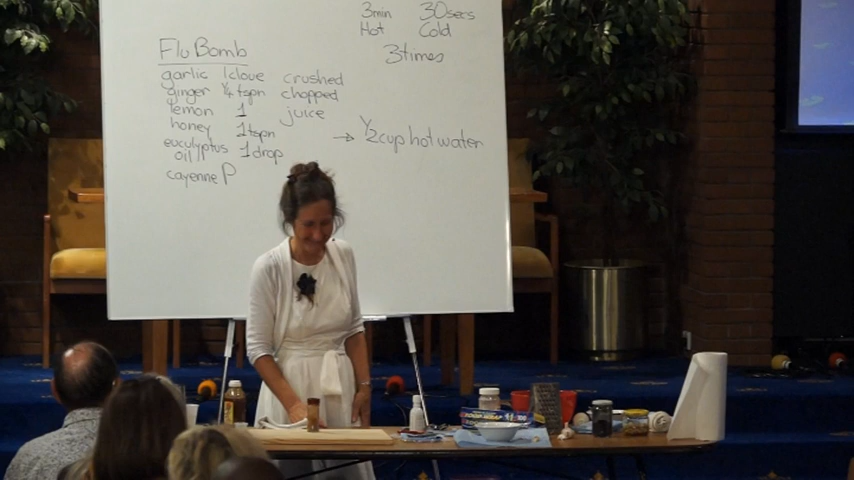 3min 30secs
Hot Cold
3times
Flu Bomb
garlic 1clove crushed
ginger 1/4 tspn chopped
lemon 1 juice
honey 1tspn
→ 1/2 cup hot water
eucalyptus
oil 1 drop
cayenne P